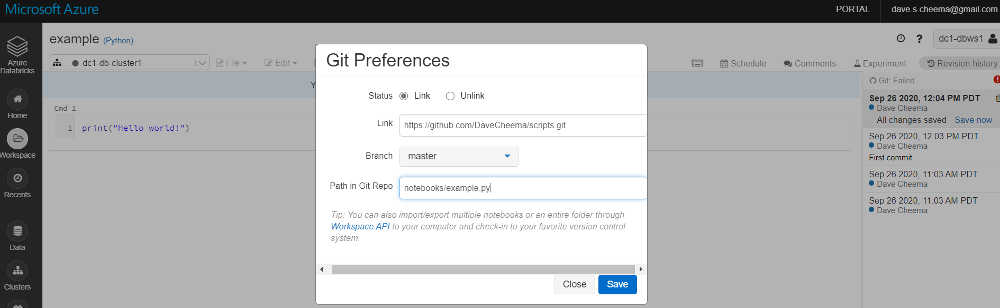 Microsoft Azure
PORTAL
dave.s.cheema@gmail.com
Azure
Databricks
Home
Workspace
Recents
Data
Clusters
example (Python)
? dc1-dbws1
dc1-db-cluster1
File
Edit
Schedule
Comments
Experiment
Revision history
Y
Cmd 1
1 print("Hello world!")
Git Preferences
Status Link Unlink
Link https://github.com/DaveCheema/scripts.git
Branch master
Path in Git Repo notebooks/example.py
Tip: You can also import/export multiple notebooks or an entire folder through
Workspace API to your computer and check-in to your favorite version control
system.
Close Save
Git: Failed
Sep 26 2020, 12:04 PM PDT
Dave Cheema
All changes saved Save now
Sep 26 2020, 12:03 PM PDT
Dave Cheema
First commit
Sep 26 2020, 11:03 AM PDT
Dave Cheema
Sep 26 2020, 11:03 AM PDT
Dave Cheema